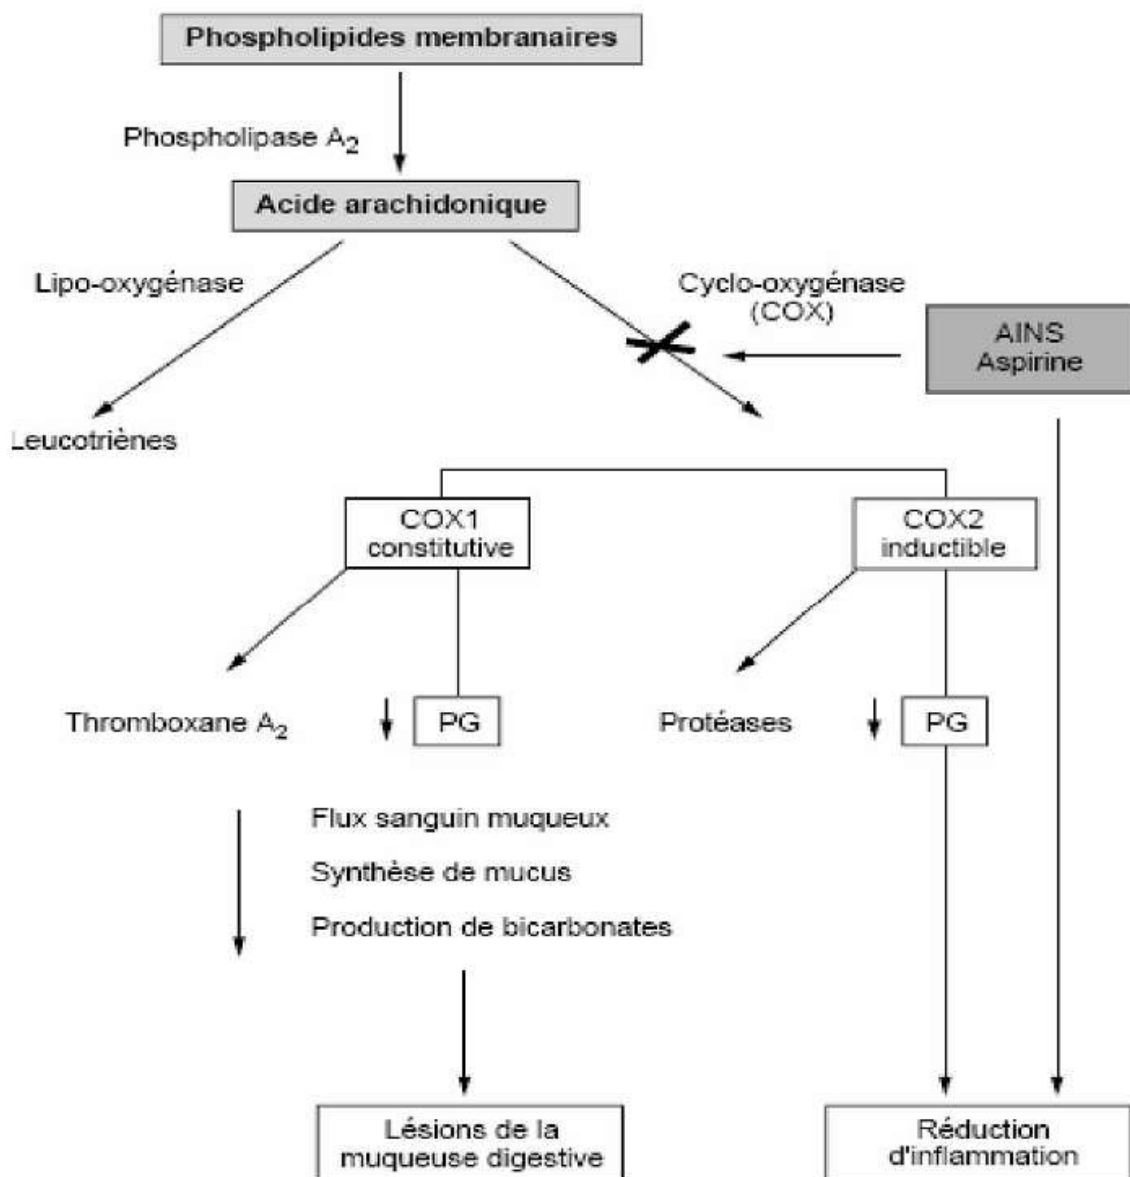 Phospholipides membranaires
Phospholipase A₂
Acide arachidonique
Lipo-oxygénase
Cyclo-oxygénase
(COX)
AINS
Aspirine
Leucotriènes
COX1
constitutive
COX2
inductible
Thromboxane A₂
PG
Protéases
PG
Flux sanguin muqueux
Synthèse de mucus
Production de bicarbonates
Lésions de la
muqueuse digestive
Réduction
d'inflammation